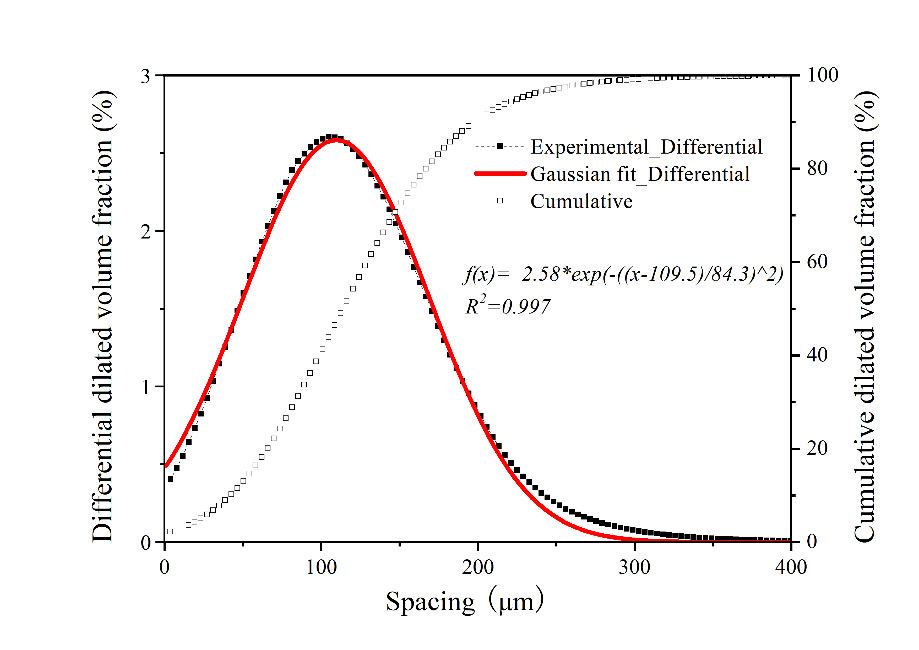 Differential dilated volume fraction (%)
3
2
1
0
100
80
60
40
20
0
Cumulative dilated volume fraction (%)
Experimental_Differential
Gaussian fit_Differential
Cumulative
f(x)= 2.58*exp(-((x-109.5)/84.3)^2)
R²=0.997
0 100 200 300 400
Spacing（μm）